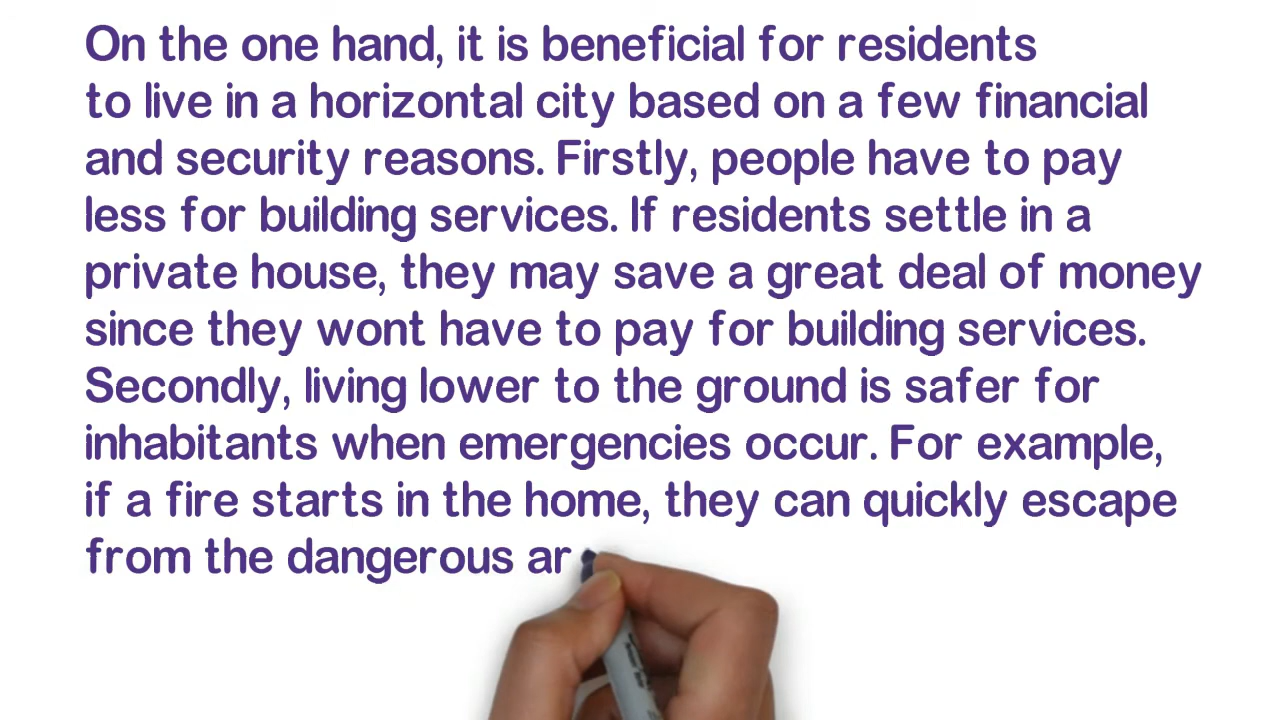 On the one hand, it is beneficial for residents
to live in a horizontal city based on a few financial
and security reasons. Firstly, people have to pay
less for building services. If residents settle in a
private house, they may save a great deal of money
since they wont have to pay for building services.
Secondly, living lower to the ground is safer for
inhabitants when emergencies occur. For example,
if a fire starts in the home, they can quickly escape
from the dangerous ar